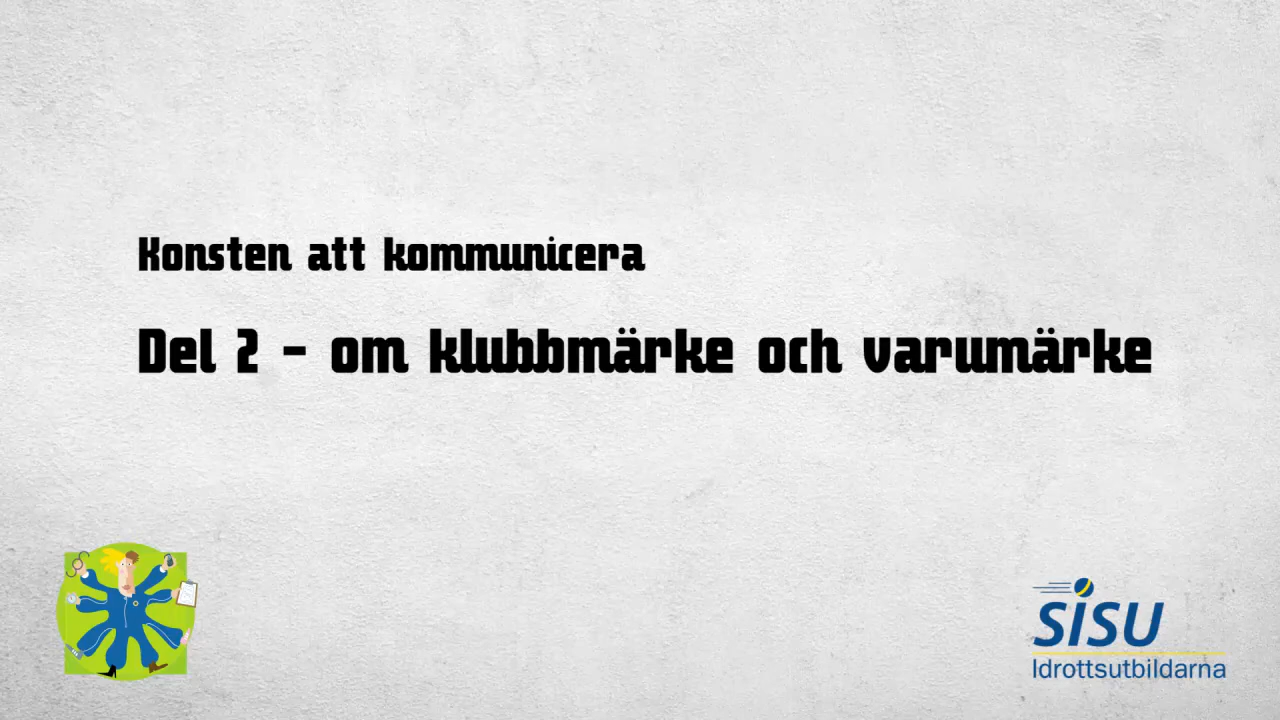 Konsten att kommunicera
Del 2 - om klubbmärke och varumärke
SISU
Idrottsutbildarna